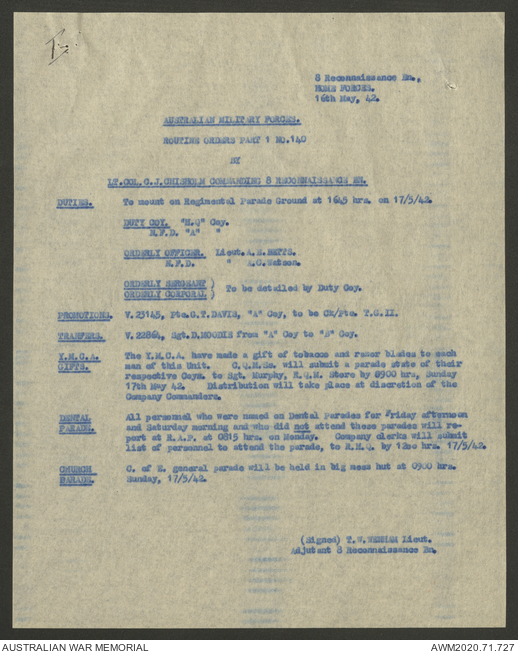 8 Reconnaissance Bn.,
HOME FORCES.
16th May, 42.
AUSTRALIAN MILITARY FORCES.
ROUTINE ORDERS PART 1 NO.140
BY
LT.COL.C.J.CHISHOLM COMMANDING 8 RECONNAISSANCE BN.
DUTIES. To mount on Regimental Parade Ground at 1645 hrs. on 17/5/42.
DUTY COY. "H.Q" Coy.
N.F.D. "A" "
ORDERLY OFFICER. Lieut.A.E.BETTS.
N.F.D. " A.G.Watson.
ORDERLY SERGEANT
ORDERLY CORPORAL ) To be detailed by Duty Coy.
PROMOTIONS. V.23145, Pte.G.T.DAVIS, "A" Coy, to be CK/Pte. T.G.II.
TRANFERS. V.22864, Sgt.D.MOODIE from "A" Coy to "B" Coy.
Y.M.C.A. The Y.M.C.A. have made a gift of tobacco and razor blades to each
GIFTS. man of this Unit. C.Q.M.Ss. will submit a parade state of their
respective Coys. to Sgt. Murphy, R.Q.M. Store by 0900 hrs, Sunday
17th May 42. Distribution will take place at discretion of the
Company Commanders.
DENTAL All personnel who were named on Dental Parades for Friday afternoon
PARADE. and Saturday morning and who did not attend these parades will re-
port at R.A.P. at 0815 hrs. on Monday. Company clerks will submit
list of personnel to attend the parade, to R.H.Q. by 1200 hrs. 17/5/42.
CHURCH C. of E. general parade will be held in big mess hut at 0900 hrs.
PARADE. Sunday, 17/5/42.
(Signed) T.W.WENHAM Lieut.
Adjutant 8 Reconnaissance Bn.
AUSTRALIAN WAR MEMORIAL AWM2020.71.727